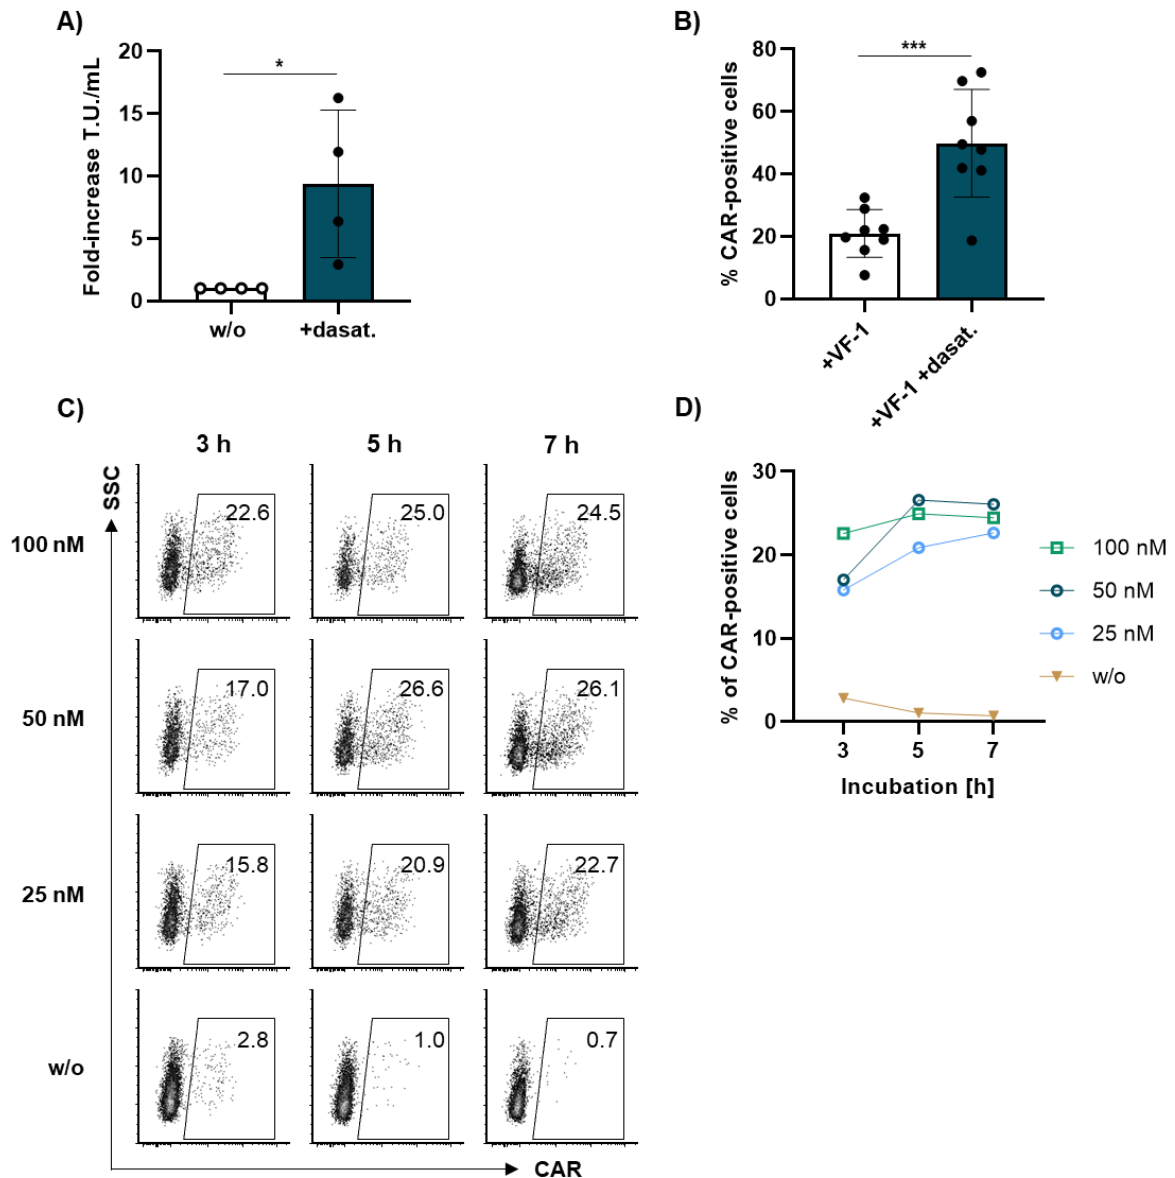 A)
Fold-increase T.U./mL
20
15
10
5
0
*
w/o
+dasat.
B)
% CAR-positive cells
80
60
40
20
0
***
+VF-1
+VF-1 +dasat.
C)
3 h
5 h
7 h
SSC
100 nM
22.6
25.0
24.5
50 nM
17.0
26.6
26.1
25 nM
15.8
20.9
22.7
w/o
2.8
1.0
0.7
CAR
D)
% of CAR-positive cells
30
20
10
0
3
5
7
Incubation [h]
100 nM
50 nM
25 nM
w/o